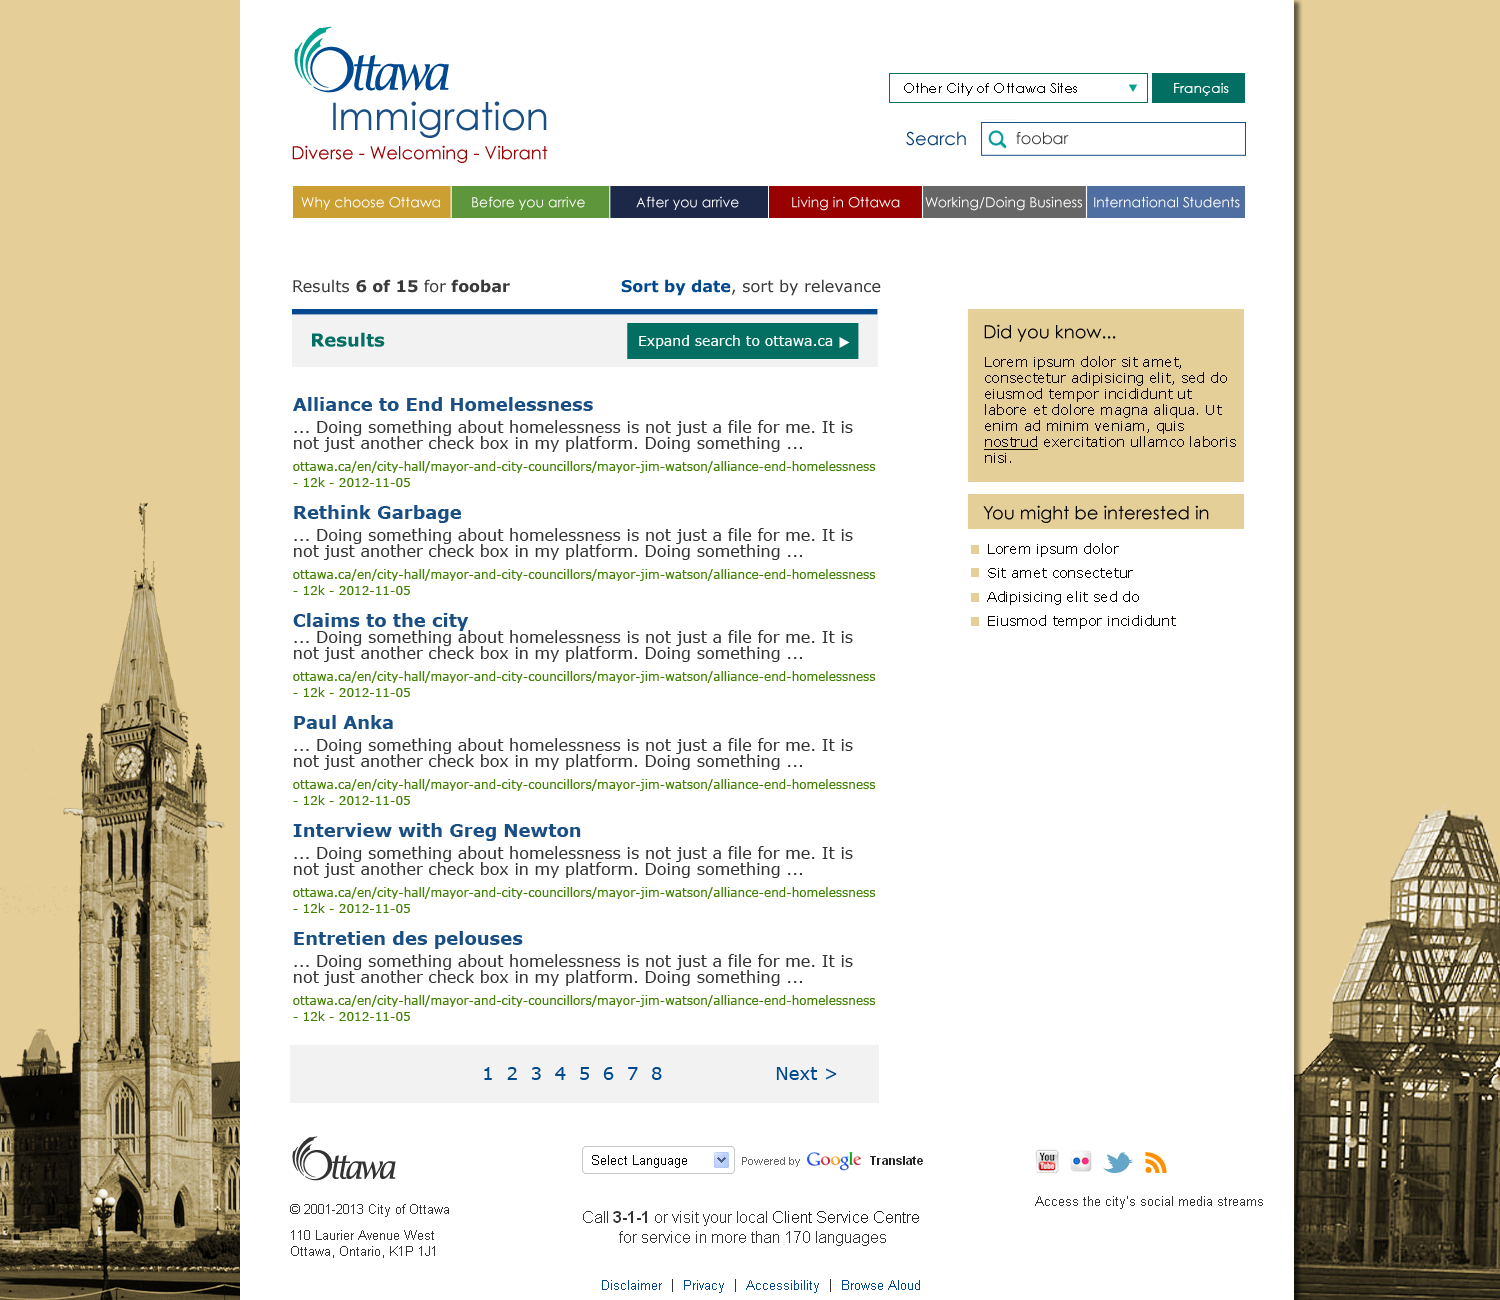 Ottawa
Immigration
Diverse - Welcoming - Vibrant
Other City of Ottawa Sites
Français
Search
foobar
Why choose Ottawa
Before you arrive
After you arrive
Living in Ottawa
Working/Doing Business
International Students
Results 6 of 15 for foobar
Sort by date, sort by relevance
Results
Expand search to ottawa.ca ▶
Alliance to End Homelessness
... Doing something about homelessness is not just a file for me. It is
not just another check box in my platform. Doing something ...
ottawa.ca/en/city-hall/mayor-and-city-councillors/mayor-jim-watson/alliance-end-homelessness
- 12k - 2012-11-05
Rethink Garbage
... Doing something about homelessness is not just a file for me. It is
not just another check box in my platform. Doing something ...
ottawa.ca/en/city-hall/mayor-and-city-councillors/mayor-jim-watson/alliance-end-homelessness
- 12k - 2012-11-05
Claims to the city
... Doing something about homelessness is not just a file for me. It is
not just another check box in my platform. Doing something ...
ottawa.ca/en/city-hall/mayor-and-city-councillors/mayor-jim-watson/alliance-end-homelessness
- 12k - 2012-11-05
Paul Anka
... Doing something about homelessness is not just a file for me. It is
not just another check box in my platform. Doing something ...
ottawa.ca/en/city-hall/mayor-and-city-councillors/mayor-jim-watson/alliance-end-homelessness
- 12k - 2012-11-05
Interview with Greg Newton
... Doing something about homelessness is not just a file for me. It is
not just another check box in my platform. Doing something ...
ottawa.ca/en/city-hall/mayor-and-city-councillors/mayor-jim-watson/alliance-end-homelessness
- 12k - 2012-11-05
Entretien des pelouses
... Doing something about homelessness is not just a file for me. It is
not just another check box in my platform. Doing something ...
ottawa.ca/en/city-hall/mayor-and-city-councillors/mayor-jim-watson/alliance-end-homelessness
- 12k - 2012-11-05
1 2 3 4 5 6 7 8 Next >
Did you know...
Lorem ipsum dolor sit amet,
consectetur adipisicing elit, sed do
eiusmod tempor incididunt ut
labore et dolore magna aliqua. Ut
enim ad minim veniam, quis
nostrud exercitation ullamco laboris
nisi.
You might be interested in
Lorem ipsum dolor
Sit amet consectetur
Adipisicing elit sed do
Eiusmod tempor incididunt
Ottawa
© 2001-2013 City of Ottawa
110 Laurier Avenue West
Ottawa, Ontario, K1P 1J1
Select Language
Powered by Google Translate
Call 3-1-1 or visit your local Client Service Centre
for service in more than 170 languages
Disclaimer | Privacy | Accessibility | Browse Aloud
You Tube
Access the city's social media streams